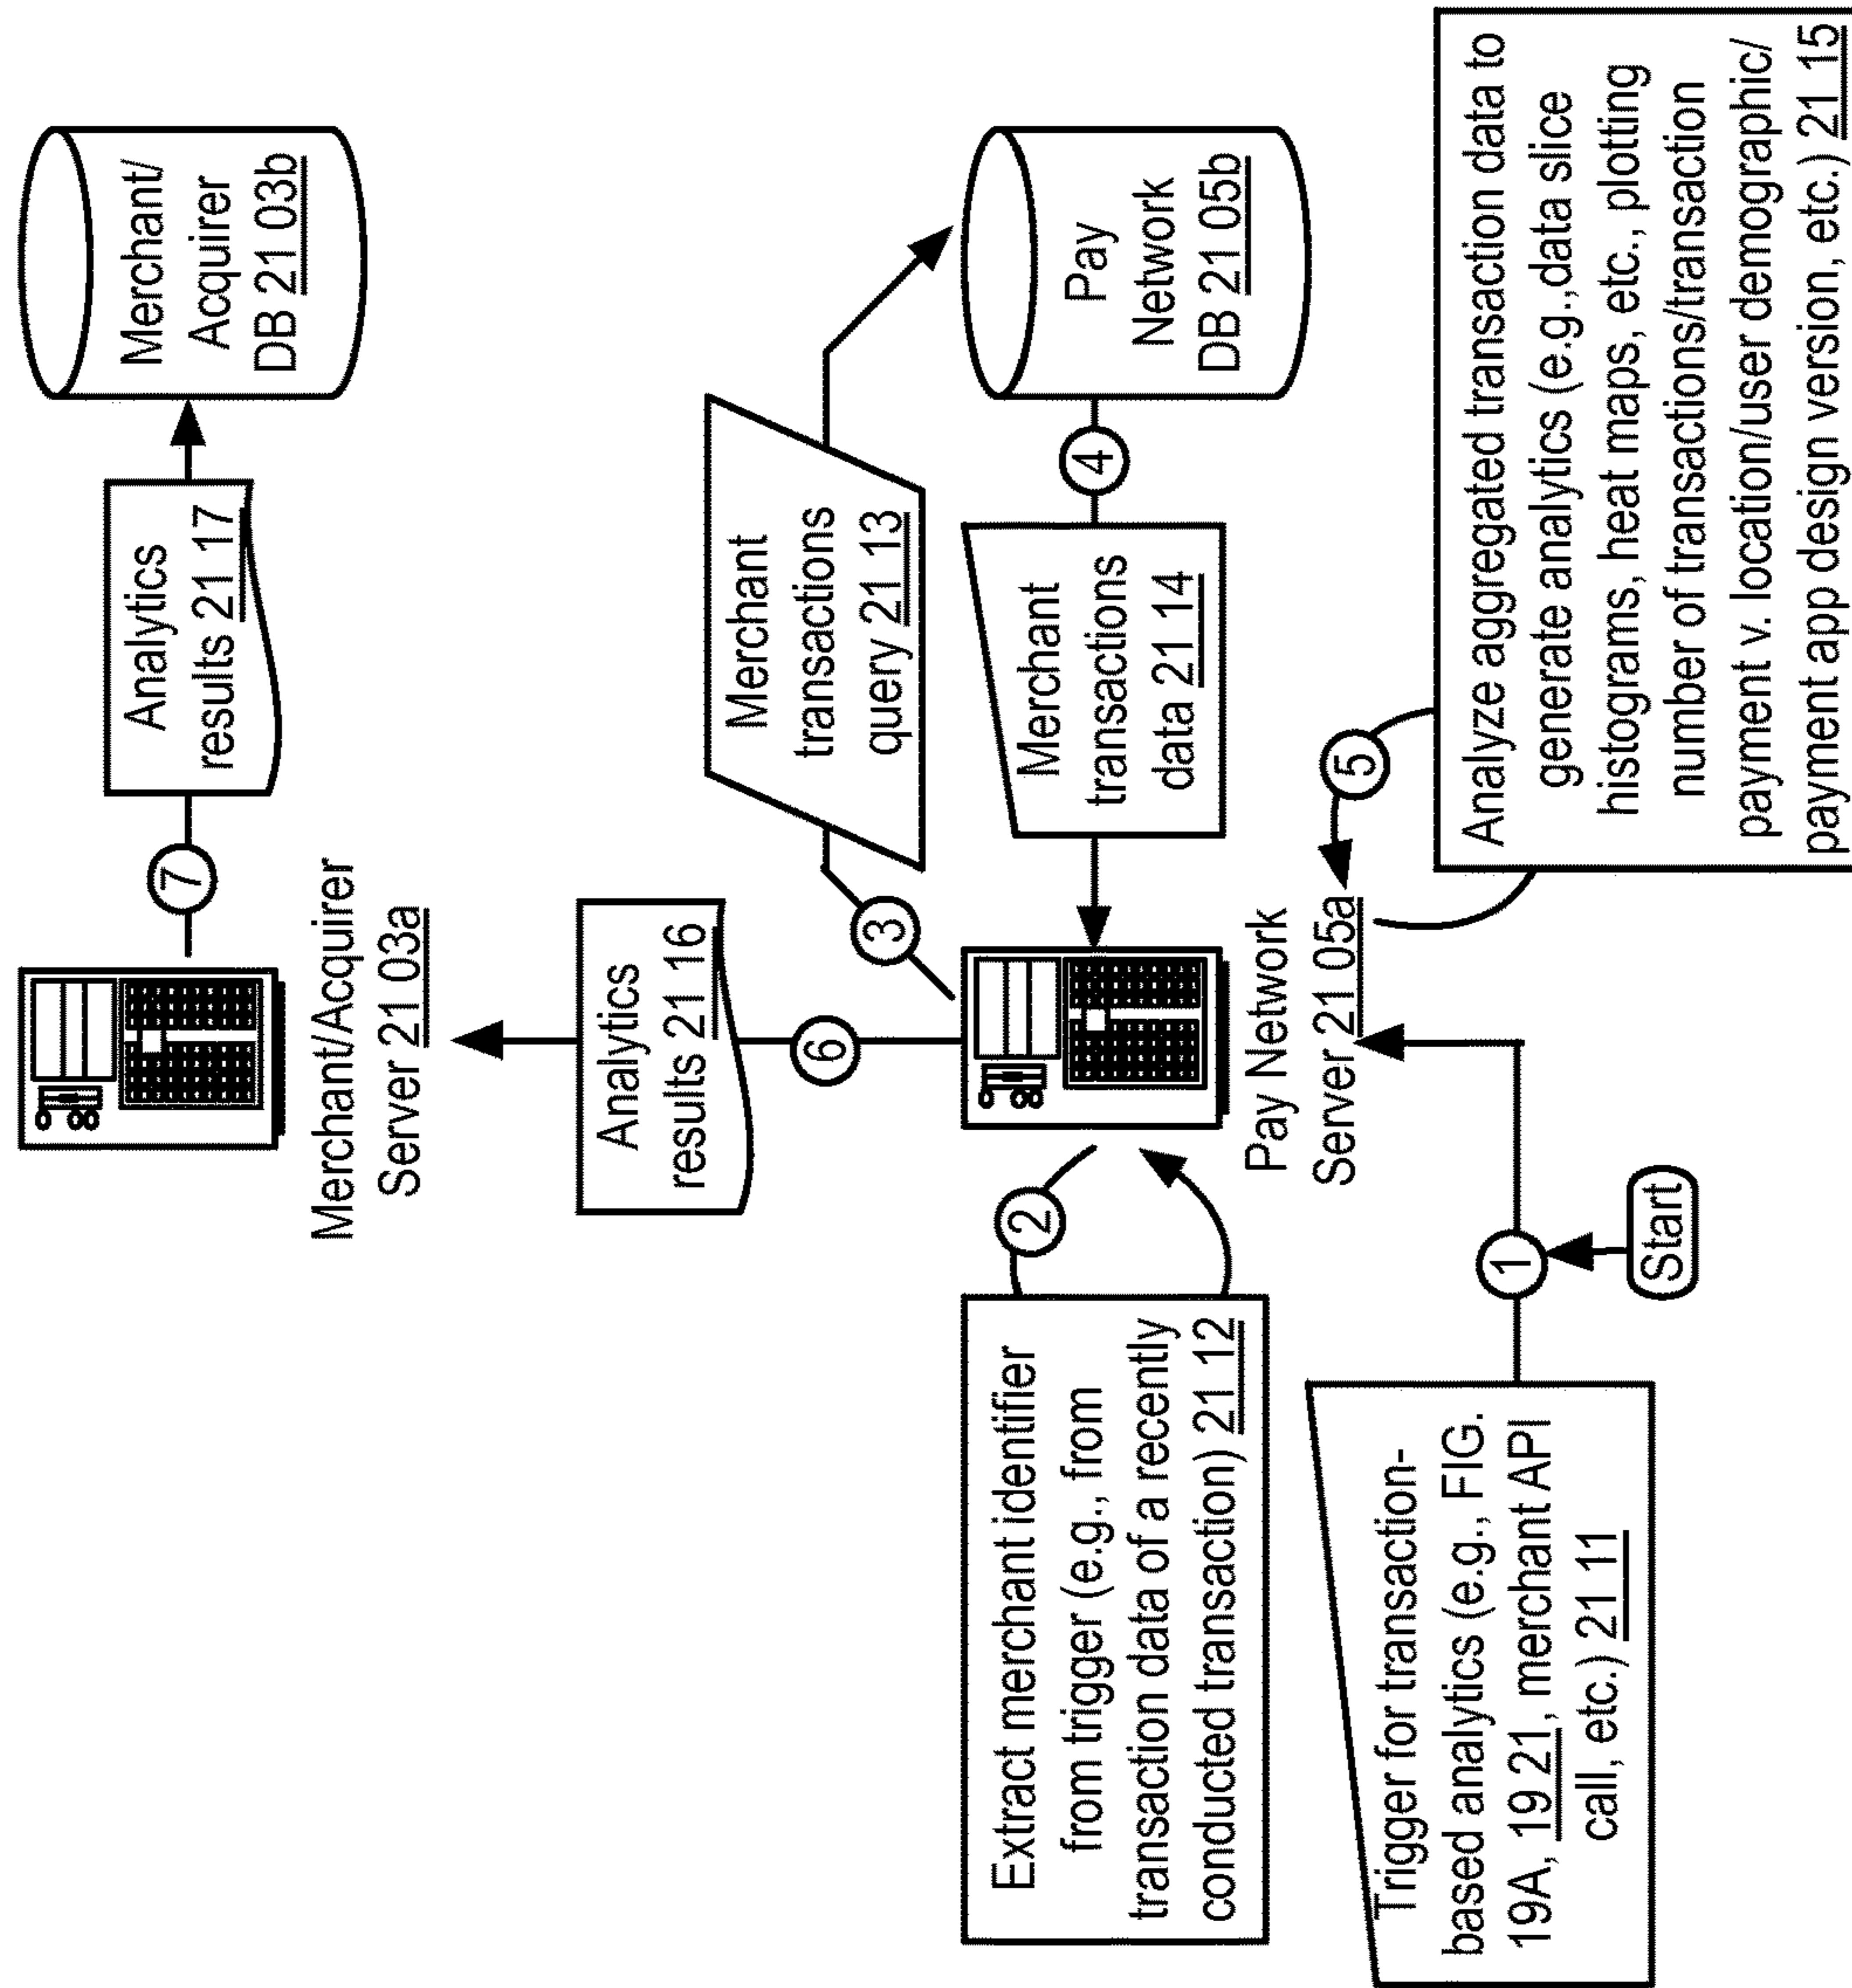 Merchant/Acquirer
Server 21 03a
7
Analytics
results 21 17
Merchant/
Acquirer
DB 21 03b
Analytics
results 21 16
6
3
Merchant
transactions
query 21 13
Extract merchant identifier
from trigger (e.g., from
transaction data of a recently
conducted transaction) 21 12
2
Merchant
transactions
data 21 14
4
Pay
Network
DB 21 05b
Pay Network
Server 21 05a
5
Trigger for transaction-
based analytics (e.g., FIG.
19A, 19 21, merchant API
call, etc.) 21 11
1
Start
Analyze aggregated transaction data to
generate analytics (e.g.,data slice
histograms, heat maps, etc., plotting
number of transactions/transaction
payment v. location/user demographic/
payment app design version, etc.) 21 15